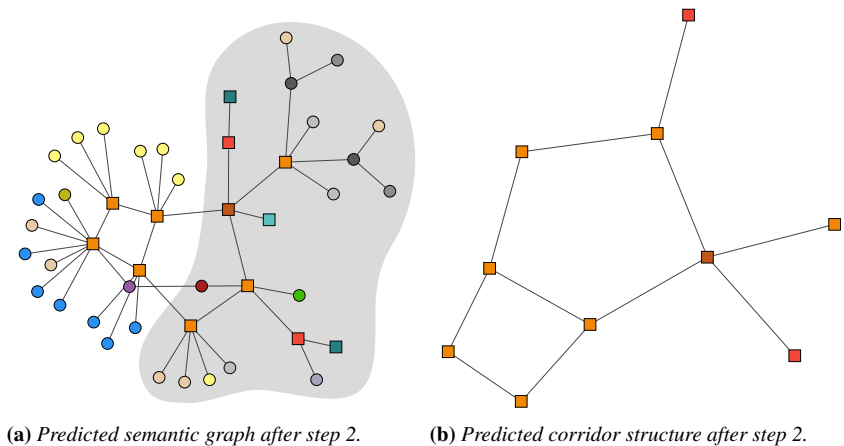 (a) Predicted semantic graph after step 2.
(b) Predicted corridor structure after step 2.